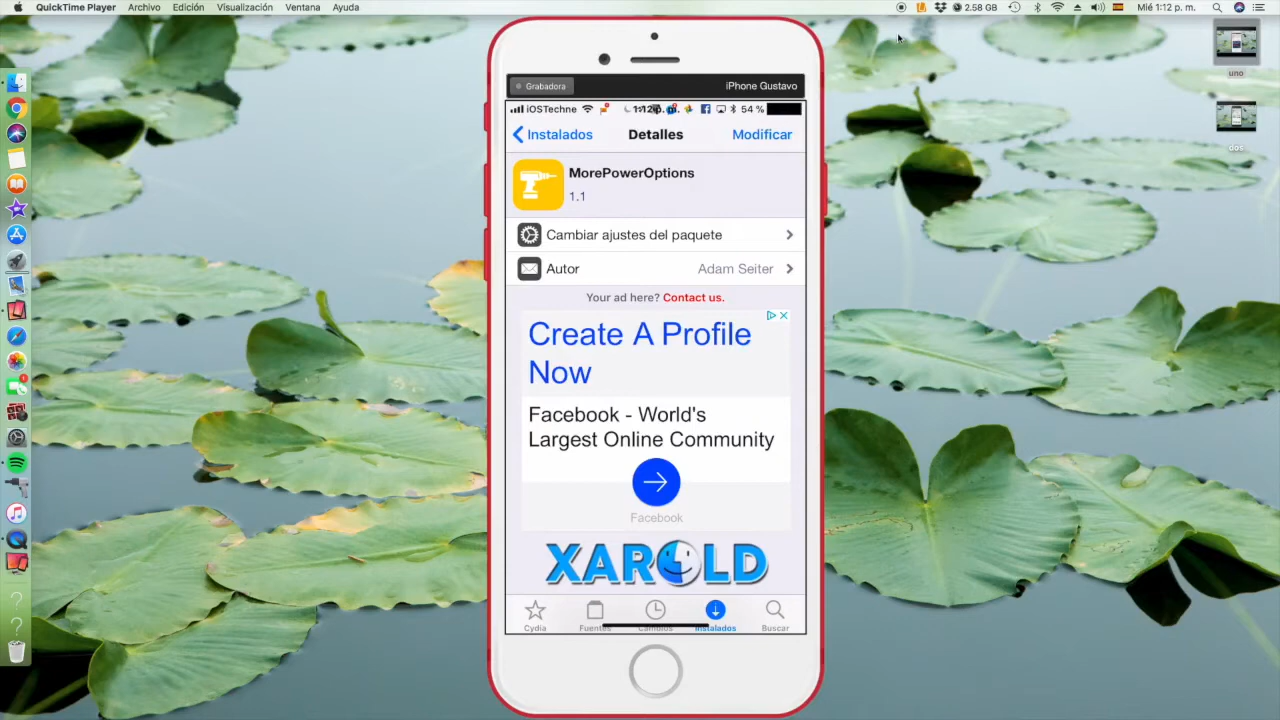 QuickTime Player Archivo Edición Visualización Ventana Ayuda
2.58 GB Mié 1:12 p. m.
uno
dos
Grabadora iPhone Gustavo
iOSTechne 54 %
Instalados Detalles Modificar
MorePowerOptions
1.1
Cambiar ajustes del paquete
Autor Adam Seiter
Your ad here? Contact us.
Create A Profile
Now
Facebook - World's
Largest Online Community
Facebook
XAROLD
Cydia Fuentes Cambios Instalados Buscar